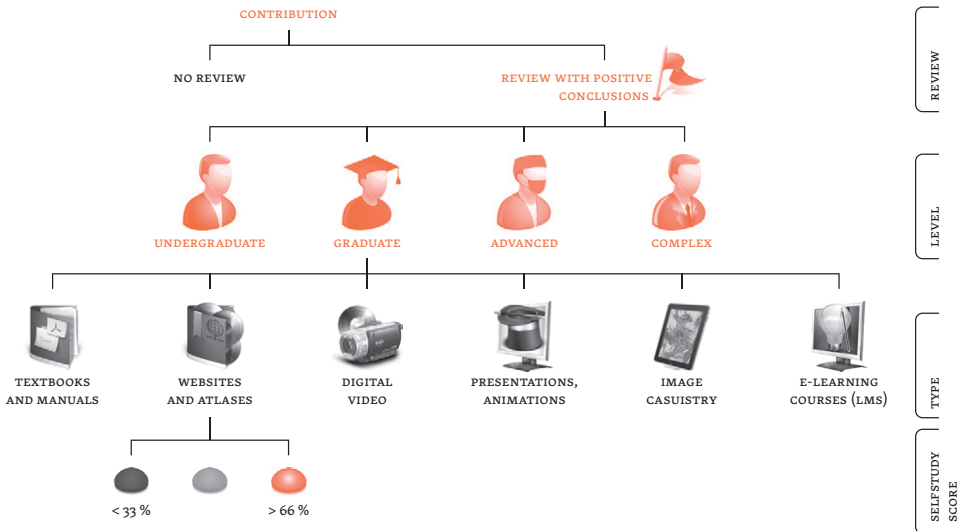 CONTRIBUTION
NO REVIEW
REVIEW WITH POSITIVE
CONCLUSIONS
REVIEW
UNDERGRADUATE
GRADUATE
ADVANCED
COMPLEX
LEVEL
TEXTBOOKS
AND MANUALS
WEBSITES
AND ATLASES
DIGITAL
VIDEO
PRESENTATIONS,
ANIMATIONS
IMAGE
CASUISTRY
E-LEARNING
COURSES (LMS)
TYPE
< 33 %
> 66 %
SELFSTUDY
SCORE